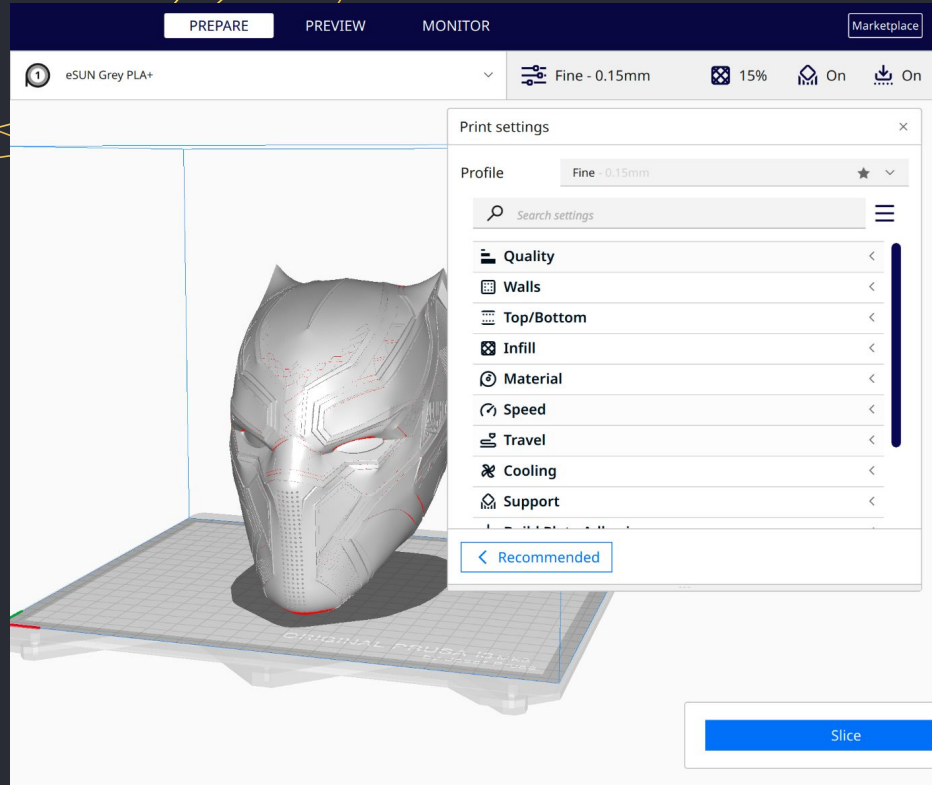 PREPARE PREVIEW MONITOR Marketplace
1 eSUN Grey PLA+ Fine - 0.15mm 15% On On
Print settings
Profile Fine - 0.15mm
Search settings
Quality
Walls
Top/Bottom
Infill
Material
Speed
Travel
Cooling
Support
Recommended
ORIGINAL PRUSA
Slice